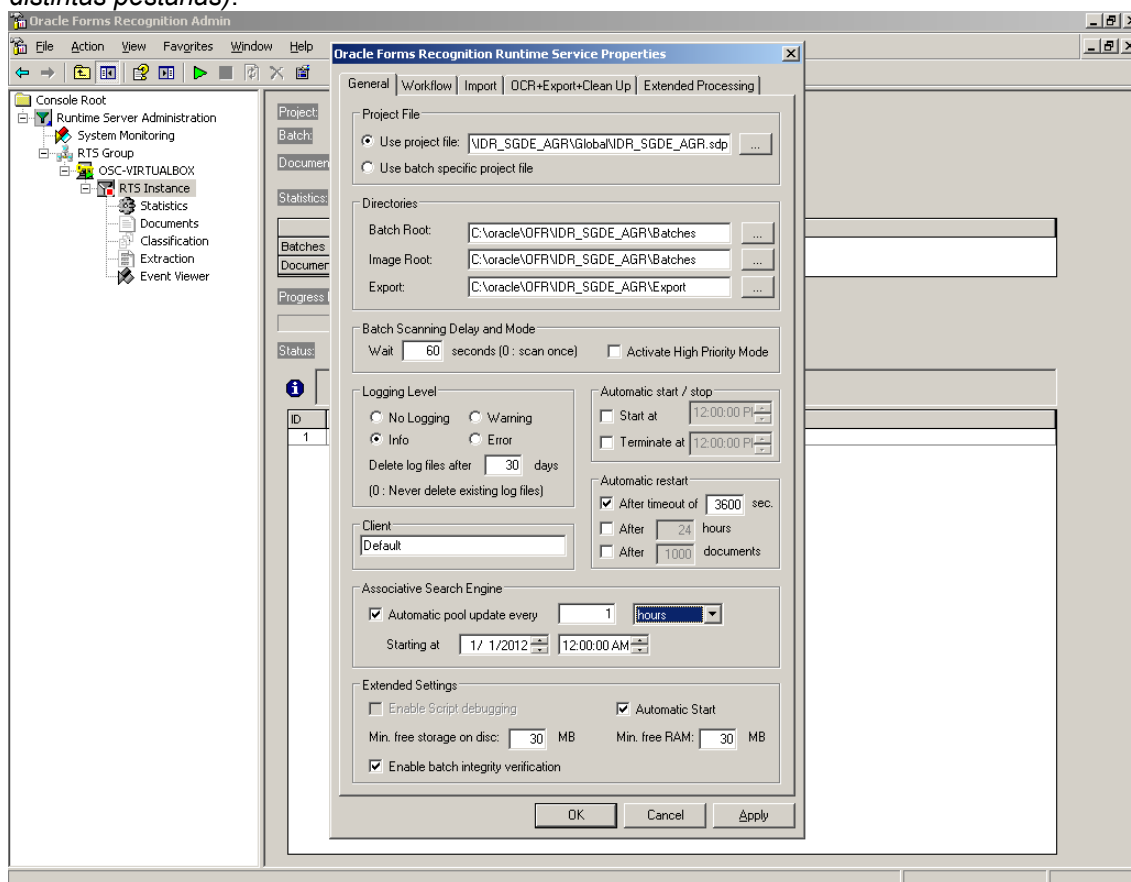 distintas pestañas).
Oracle Forms Recognition Admin
File Action View Favorites Window Help
Console Root
Runtime Server Administration
System Monitoring
RTS Group
OSC-VIRTUALBOX
RTS Instance
Statistics
Documents
Classification
Extraction
Event Viewer
Project:
Batch:
Documen
Statistics:
Batches
Documen
Progress
Status:
ID
1
Oracle Forms Recognition Runtime Service Properties
General Workflow Import OCR+Export+Clean Up Extended Processing
Project File
Use project file: \IDR_SGDE_AGR\Global\IDR_SGDE_AGR.sdp ...
Use batch specific project file
Directories
Batch Root: C:\oracle\OFR\IDR_SGDE_AGR\Batches ...
Image Root: C:\oracle\OFR\IDR_SGDE_AGR\Batches ...
Export: C:\oracle\OFR\IDR_SGDE_AGR\Export ...
Batch Scanning Delay and Mode
Wait 60 seconds (0 : scan once) Activate High Priority Mode
Logging Level
No Logging Warning
Info Error
Delete log files after 30 days
(0 : Never delete existing log files)
Automatic start / stop
Start at 12:00:00 P
Terminate at 12:00:00 P
Automatic restart
After timeout of 3600 sec.
After 24 hours
After 1000 documents
Client
Default
Associative Search Engine
Automatic pool update every 1 hours
Starting at 1/ 1/2012 12:00:00 AM
Extended Settings
Enable Script debugging Automatic Start
Min. free storage on disc: 30 MB Min. free RAM: 30 MB
Enable batch integrity verification
OK Cancel Apply